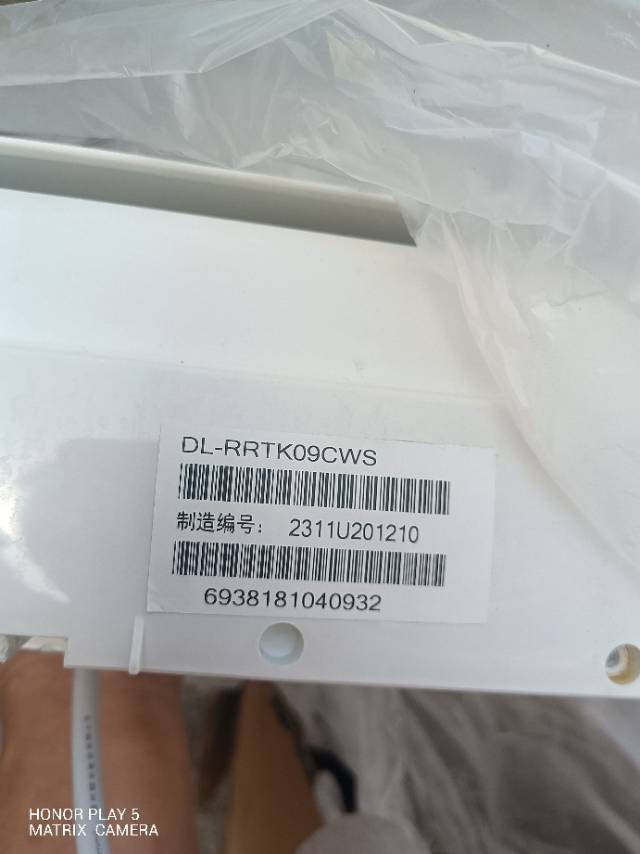 DL-RRTK09CWS
制造编号： 2311U201210
6938181040932
HONOR PLAY 5
MATRIX CAMERA